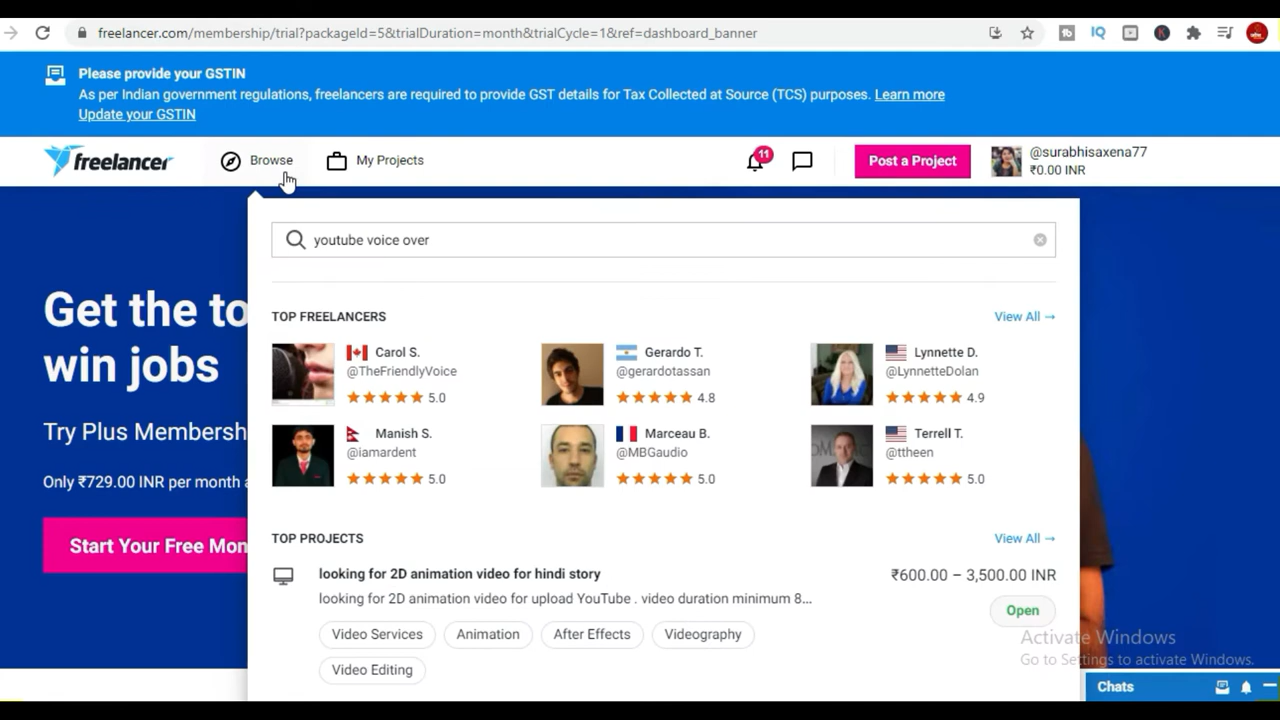 freelancer.com/membership/trial?packageId=5&trialDuration=month&trialCycle=1&ref=dashboard_banner
Please provide your GSTIN
As per Indian government regulations, freelancers are required to provide GST details for Tax Collected at Source (TCS) purposes. Learn more
Update your GSTIN
freelancer
Browse
My Projects
11
Post a Project
@surabhisaxena77
₹0.00 INR
youtube voice over
Get the to
win jobs
Try Plus Membersh
Only ₹729.00 INR per month a
Start Your Free Mon
TOP FREELANCERS
View All →
Carol S.
@TheFriendlyVoice
5.0
Gerardo T.
@gerardotassan
4.8
Lynnette D.
@LynnetteDolan
4.9
Manish S.
@iamardent
5.0
Marceau B.
@MBGaudio
5.0
Terrell T.
@ttheen
5.0
TOP PROJECTS
View All →
looking for 2D animation video for hindi story
₹600.00 – 3,500.00 INR
looking for 2D animation video for upload YouTube . video duration minimum 8...
Open
Video Services
Animation
After Effects
Videography
Video Editing
Activate Windows
Go to Settings to activate Windows.
Chats